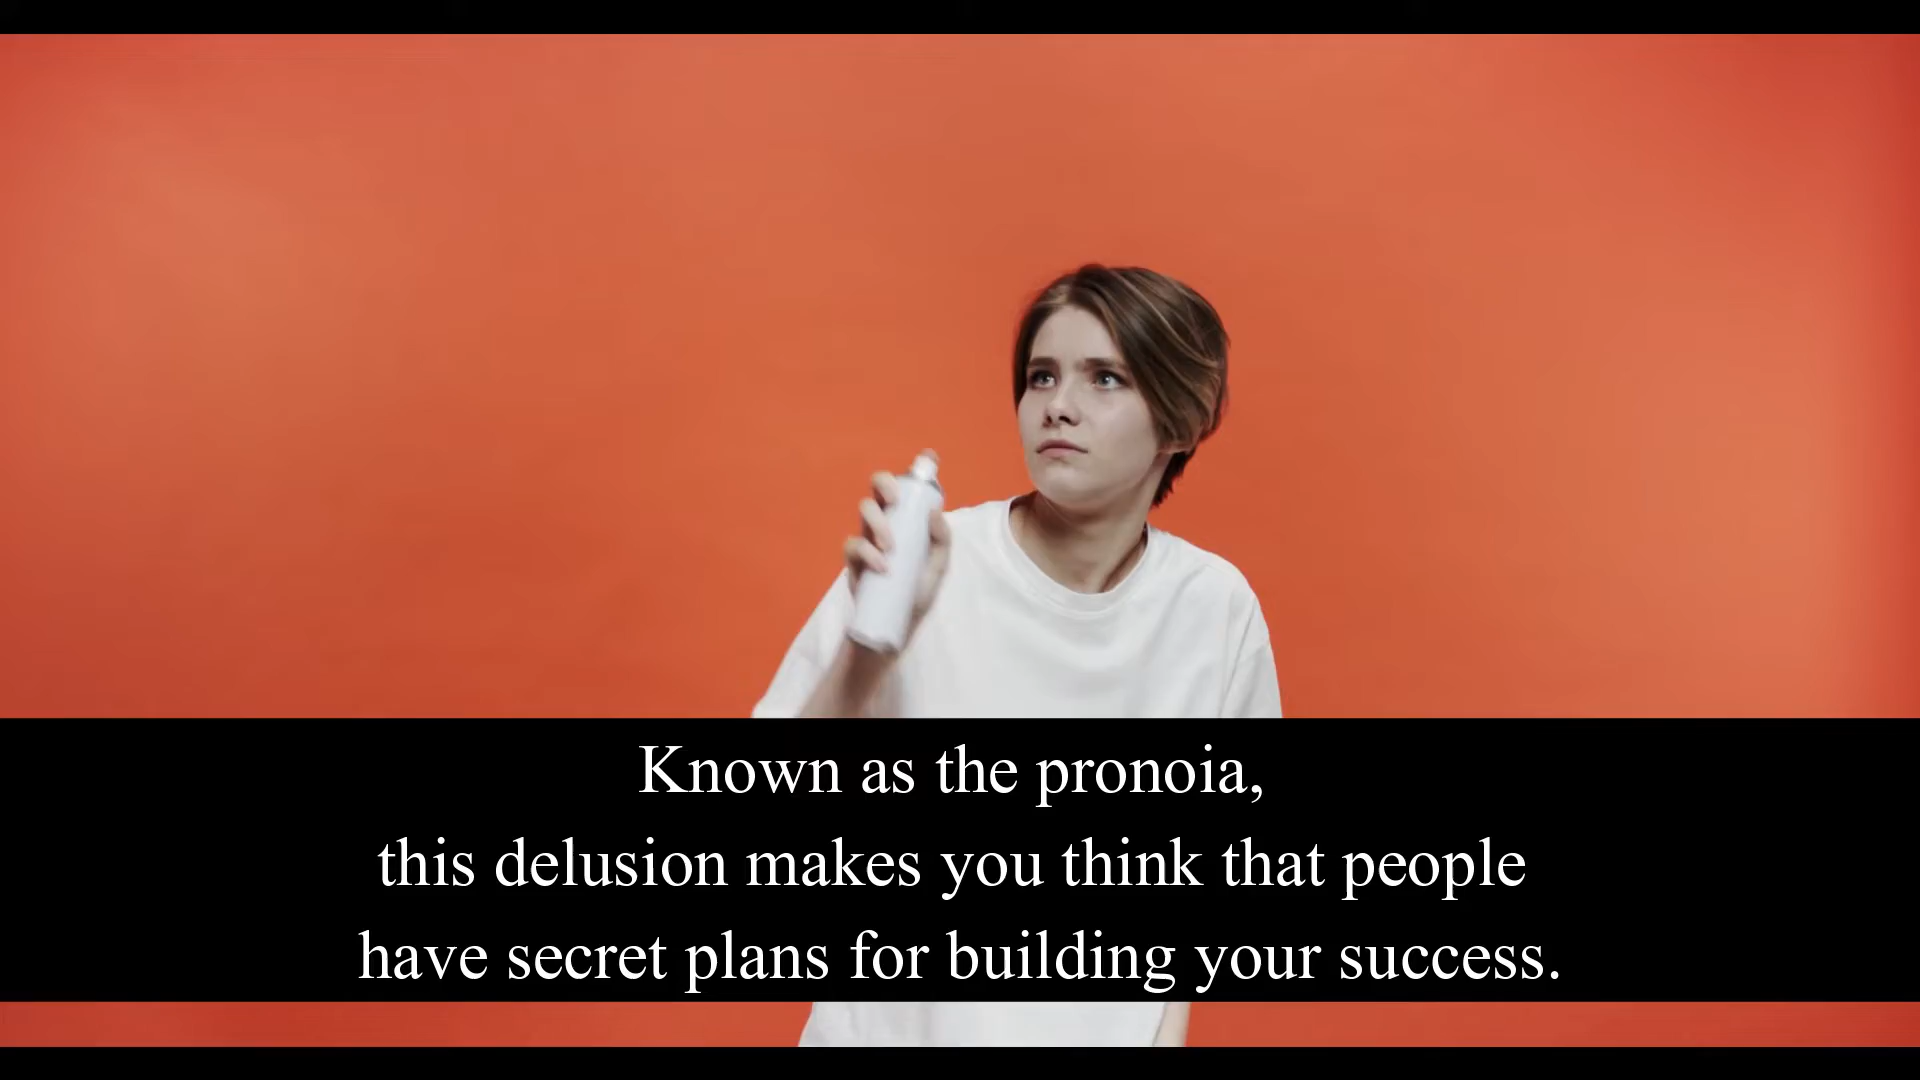 Known as the pronoia,
this delusion makes you think that people
have secret plans for building your success.